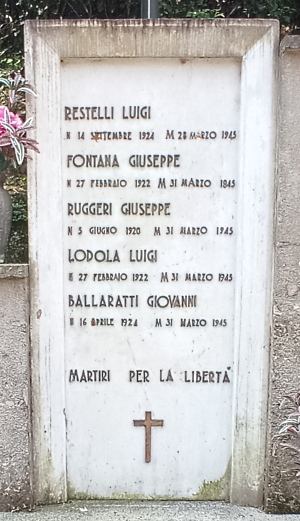 RESTELLI LUIGI
N 14 SETTEMBRE 1924 M 28 MARZO 1945
FONTANA GIUSEPPE
N 27 FEBBRAIO 1922 M 31 MARZO 1845
RUGGERI GIUSEPPE
N 5 GIUGNO 1920 M 31 MARZO 1945
LODOLA LUIGI
N 27 FEBBRAIO 1922 M 31 MARZO 1945
BALLARATTI GIOVANNI
N 16 APRILE 1924 M 31 MARZO 1945
MARTIRI PER LA LIBERTA'